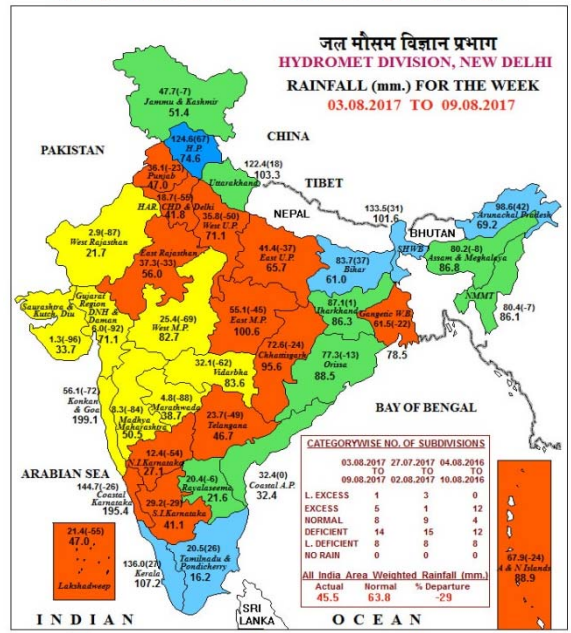 जल मौसम विज्ञान प्रभाग
HYDROMET DIVISION, NEW DELHI
RAINFALL (mm.) FOR THE WEEK
03.08.2017 TO 09.08.2017
47.7(-7)
Jammu & Kashmir
51.4
CHINA
124.6(67)
H.P.
74.6
PAKISTAN
36.1(-23)
Punjab
47.0
122.4(18)
103.3
Uttarakhand
TIBET
18.7(-55)
HAR. CHD & Delhi
41.8
NEPAL
35.8(-50)
West U.P.
71.1
133.5(31)
101.6
98.6(42)
Arunachal Pradesh
69.2
BHUTAN
2.9(-87)
West Rajasthan
21.7
East Rajasthan
37.3(-33)
56.0
41.4(-37)
East U.P.
65.7
83.7(37)
Bihar
61.0
SHWB
80.2(-8)
Assam & Meghalaya
86.8
NMMT
80.4(-7)
86.1
Saurashtra &
Kutch, Diu
1.3(-96)
33.7
Gujarat
Region
DNH &
Daman
6.0(-92)
71.1
25.4(-69)
West M.P.
82.7
55.1(-45)
East M.P.
100.6
87.1(1)
Jharkhand
86.3
Gangetic W.B.
61.5(-22)
78.5
72.6(-24)
Chhattisgarh
95.6
77.3(-13)
Orissa
88.5
32.1(-62)
Vidarbha
83.6
56.1(-72)
Konkan
& Goa
199.1
8.3(-84)
Madhya
Maharashtra
50.5
4.8(-88)
Marathwada
38.7
23.7(-49)
Telangana
46.7
BAY OF BENGAL
ARABIAN SEA
12.4(-54)
N.I.Karnataka
27.1
20.4(-6)
Rayalaseema
21.6
32.4(0)
Coastal A.P.
32.4
144.7(-26)
Coastal
Karnataka
195.4
29.2(-29)
S.I.Karnataka
41.1
CATEGORYWISE NO. OF SUBDIVISIONS
03.08.2017 27.07.2017 04.08.2016
TO TO TO
09.08.2017 02.08.2017 10.08.2016
L. EXCESS 1 3 0
EXCESS 5 1 12
NORMAL 8 9 4
DEFICIENT 14 15 12
L. DEFICIENT 8 8 8
NO RAIN 0 0 0
All India Area Weighted Rainfall (mm.)
Actual Normal % Departure
45.5 63.8 -29
21.4(-55)
47.0
Lakshadweep
136.0(27)
Kerala
107.2
20.5(26)
Tamilnadu &
Pondicherry
16.2
67.9(-24)
A & N Islands
88.9
SRI
LANKA
INDIAN OCEAN